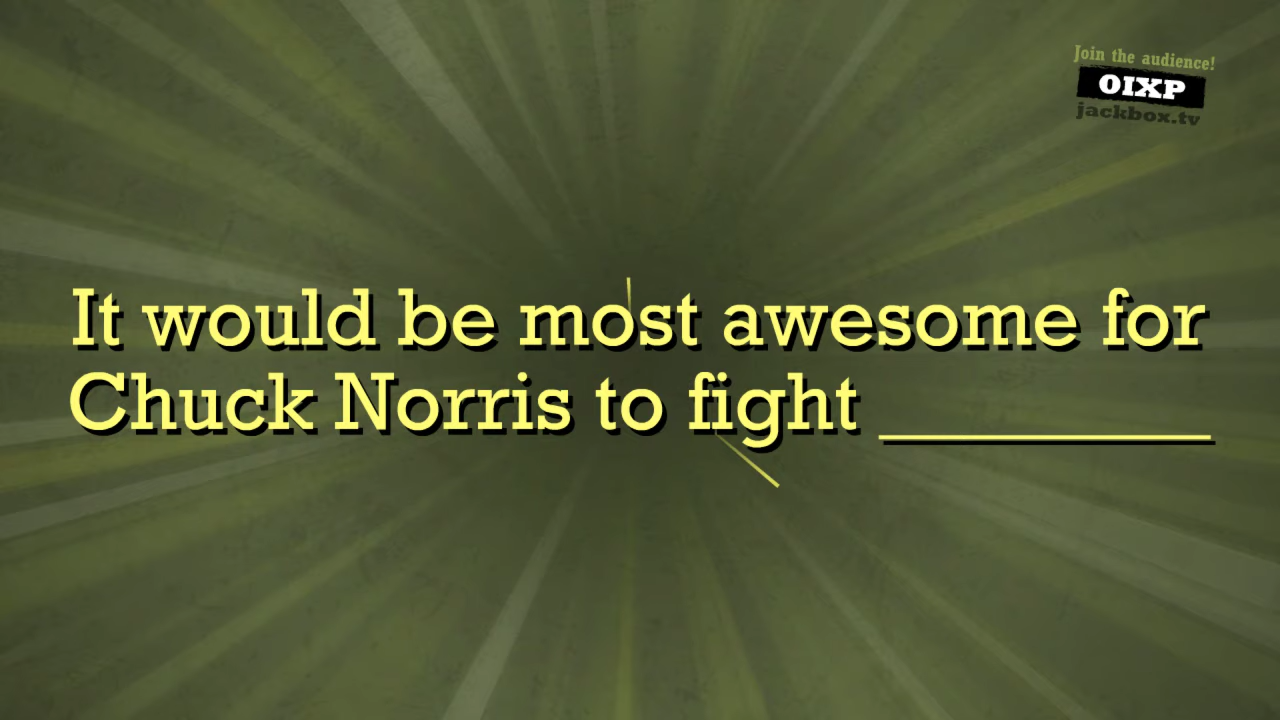 Join the audience!
OIXP
jackbox.tv
It would be most awesome for
Chuck Norris to fight ________